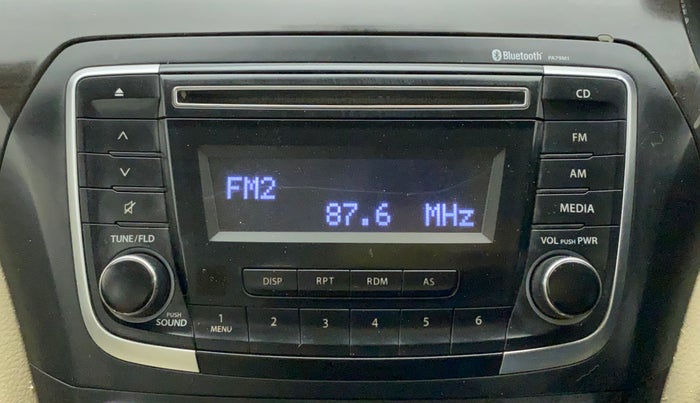 Bluetooth PA29M1
CD
FM
AM
MEDIA
FM2
87.6 MHz
TUNE/FLD
VOL PUSH PWR
DISP RPT RDM AS
PUSH
SOUND
1 2 3 4 5 6
MENU